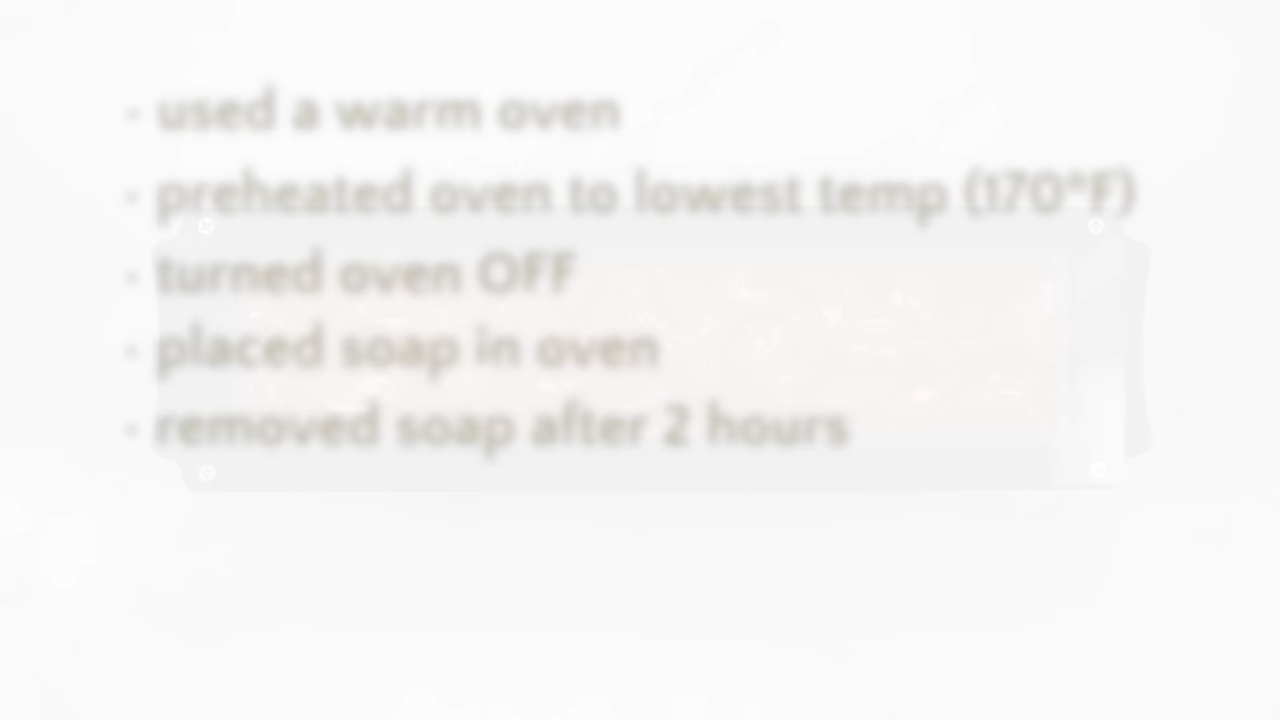 - used a warm oven
- preheated oven to lowest temp (170°F)
- turned oven OFF
- placed soap in oven
- removed soap after 2 hours